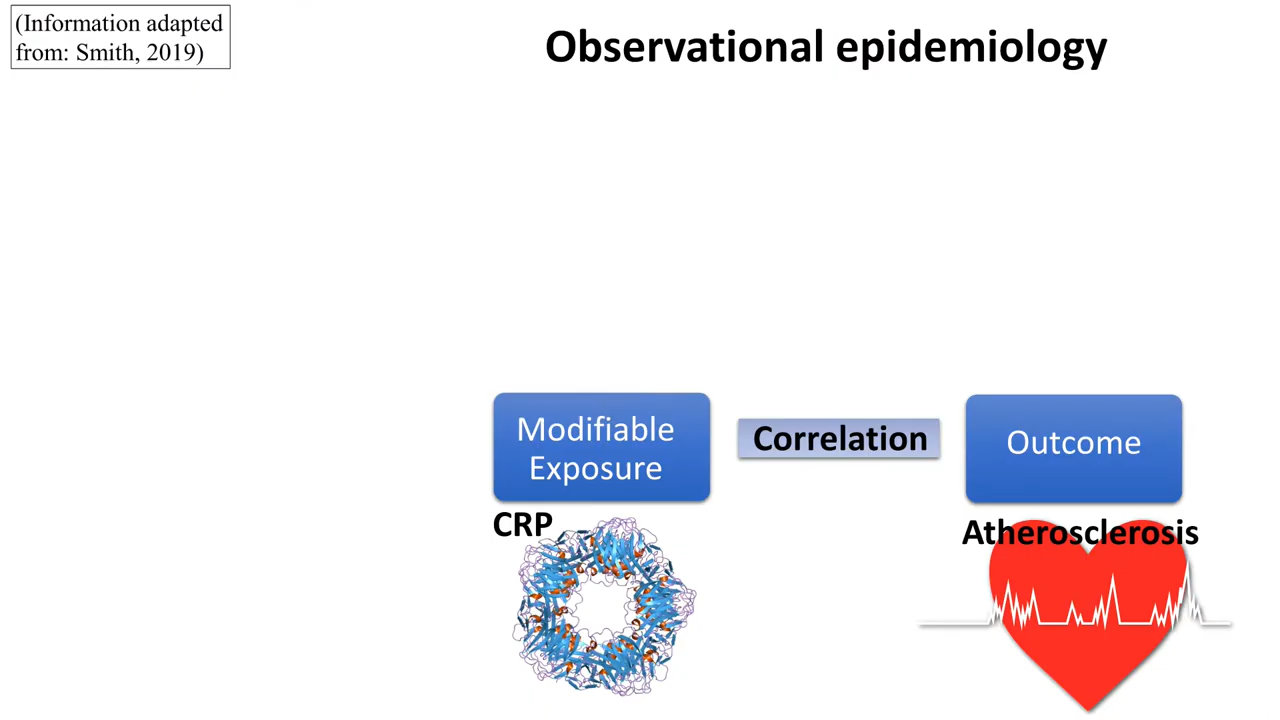 (Information adapted
from: Smith, 2019)
Observational epidemiology
Modifiable
Exposure
Correlation
Outcome
CRP
Atherosclerosis